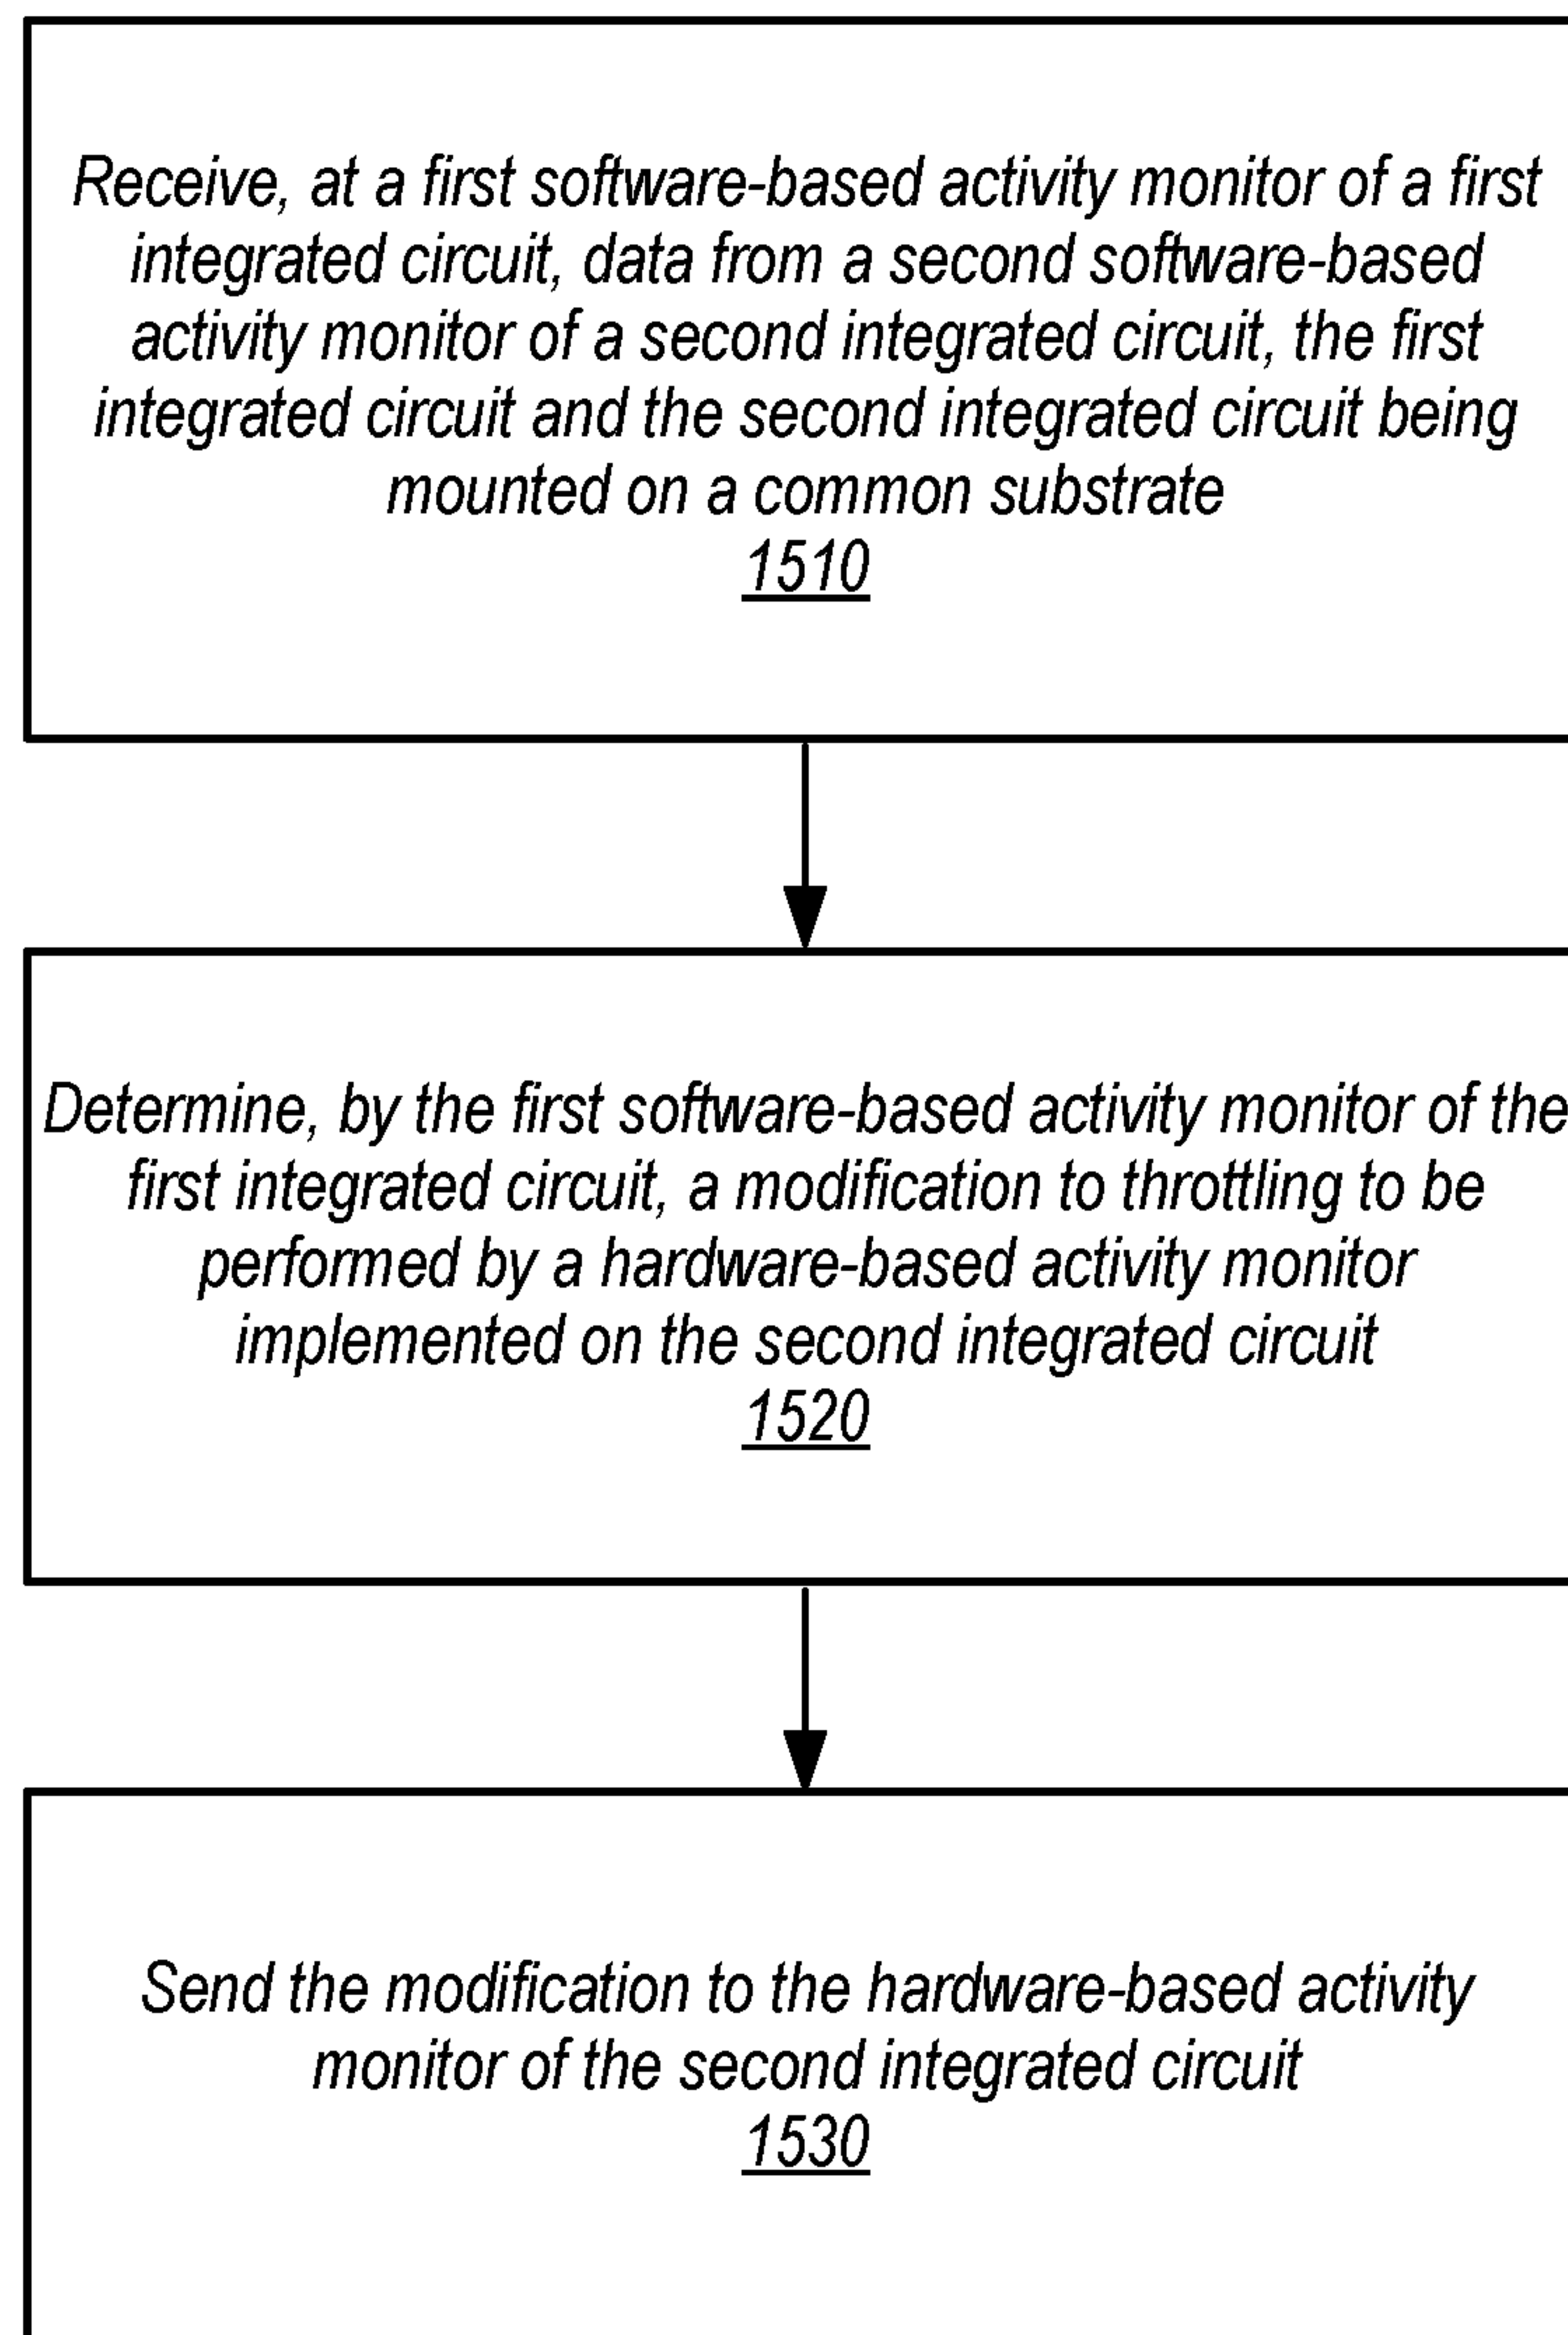 Receive, at a first software-based activity monitor of a first
integrated circuit, data from a second software-based
activity monitor of a second integrated circuit, the first
integrated circuit and the second integrated circuit being
mounted on a common substrate
1510
Determine, by the first software-based activity monitor of the
first integrated circuit, a modification to throttling to be
performed by a hardware-based activity monitor
implemented on the second integrated circuit
1520
Send the modification to the hardware-based activity
monitor of the second integrated circuit
1530